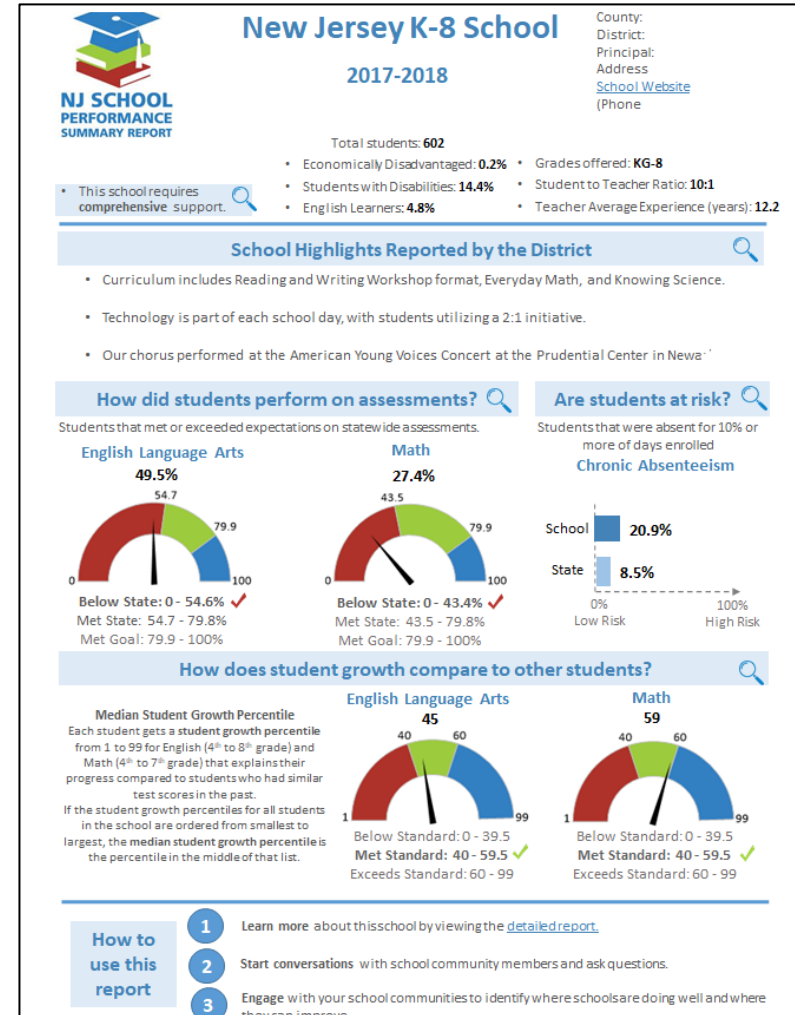 New Jersey K-8 School
2017-2018
County:
District:
Principal:
Address
School Website
(Phone
NJ SCHOOL
PERFORMANCE
SUMMARY REPORT
Total students: 602
• Economically Disadvantaged: 0.2%
• Students with Disabilities: 14.4%
• English Learners: 4.8%
• Grades offered: KG-8
• Student to Teacher Ratio: 10:1
• Teacher Average Experience (years): 12.2
• This school requires
comprehensive support.
School Highlights Reported by the District
• Curriculum includes Reading and Writing Workshop format, Everyday Math, and Knowing Science.
• Technology is part of each school day, with students utilizing a 2:1 initiative.
• Our chorus performed at the American Young Voices Concert at the Prudential Center in
How did students perform on assessments?
Students that met or exceeded expectations on statewide assessments.
English Language Arts
49.5%
54.7
79.9
0
100
Below State: 0 - 54.6%
Met State: 54.7 - 79.8%
Met Goal: 79.9 - 100%
Math
27.4%
43.5
79.9
0
100
Below State: 0 - 43.4%
Met State: 43.5 - 79.8%
Met Goal: 79.9 - 100%
Are students at risk?
Students that were absent for 10% or
more of days enrolled
Chronic Absenteeism
School
20.9%
State
8.5%
0%
100%
Low Risk
High Risk
How does student growth compare to other students?
Median Student Growth Percentile
Each student gets a student growth percentile
from 1 to 99 for English (4th to 8th grade) and
Math (4th to 7th grade) that explains their
progress compared to students who had similar
test scores in the past.
If the student growth percentiles for all students
in the school are ordered from smallest to
largest, the median student growth percentile is
the percentile in the middle of that list.
English Language Arts
45
40
60
1
99
Below Standard: 0 - 39.5
Met Standard: 40 - 59.5
Exceeds Standard: 60 - 99
Math
59
40
60
1
99
Below Standard: 0 - 39.5
Met Standard: 40 - 59.5
Exceeds Standard: 60 - 99
How to
use this
report
1
Learn more about this school by viewing the detailed report.
2
Start conversations with school community members and ask questions.
3
Engage with your school communities to identify where schools are doing well and where
they can improve